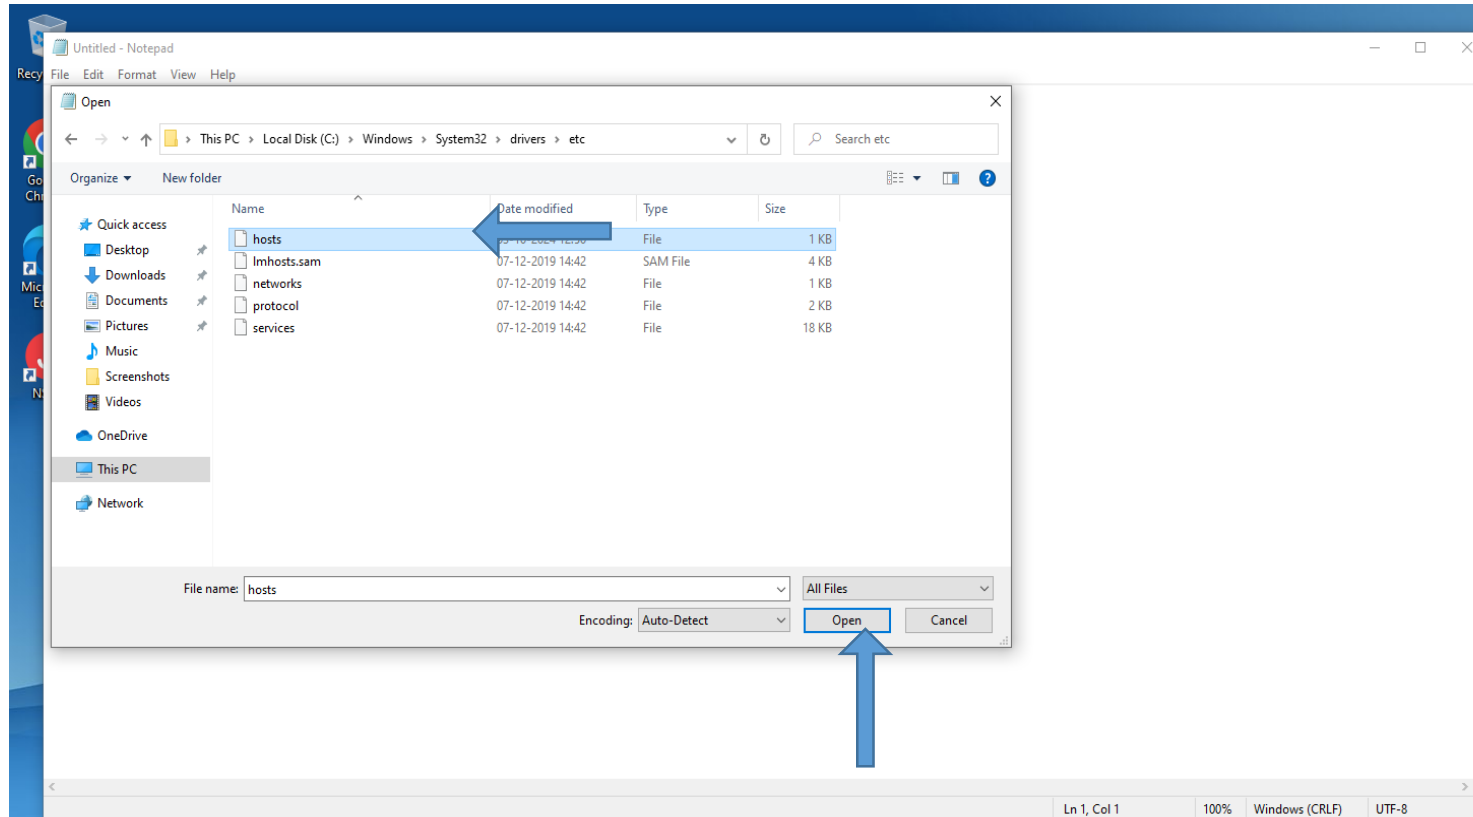 Untitled - Notepad
Recy
File Edit Format View Help
Open
This PC > Local Disk (C:) > Windows > System32 > drivers > etc
Search etc
Organize New folder
Name Date modified Type Size
Quick access
Desktop
Downloads
Documents
Pictures
Music
Screenshots
Videos
OneDrive
This PC
Network
hosts File 1 KB
lmhosts.sam 07-12-2019 14:42 SAM File 4 KB
networks 07-12-2019 14:42 File 1 KB
protocol 07-12-2019 14:42 File 2 KB
services 07-12-2019 14:42 File 18 KB
Go
Chr
Mic
Ed
N
File name: hosts All Files
Encoding: Auto-Detect Open Cancel
Ln 1, Col 1 100% Windows (CRLF) UTF-8